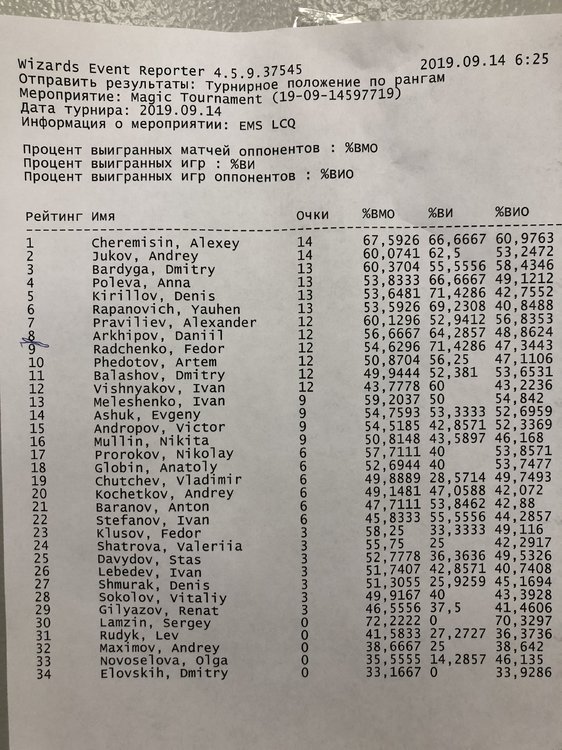 Wizards Event Reporter 4.5.9.37545 2019.09.14 6:25
Отправить результаты: Турнирное положение по рангам
Мероприятие: Magic Tournament (19-09-14597719)
Дата турнира: 2019.09.14
Информация о мероприятии: EMS LCQ
Процент выигранных матчей оппонентов : %ВМО
Процент выигранных игр : %ВИ
Процент выигранных игр оппонентов : %ВИО
Рейтинг Имя Очки %ВМО %ВИ %ВИО
1 Cheremisin, Alexey 14 67,5926 66,6667 60,9763
2 Jukov, Andrey 14 60,0741 62,5 53,2472
3 Bardyga, Dmitry 13 60,3704 55,5556 58,4346
4 Poleva, Anna 13 53,8333 66,6667 49,1212
5 Kirillov, Denis 13 53,6481 71,4286 42,7552
6 Rapanovich, Yauhen 13 53,5926 69,2308 40,8488
7 Praviliev, Alexander 12 60,1296 52,9412 56,8353
8 Arkhipov, Daniil 12 56,6667 64,2857 48,8624
9 Radchenko, Fedor 12 54,6296 71,4286 47,3443
10 Phedotov, Artem 12 50,8704 56,25 47,1106
11 Balashov, Dmitry 12 49,9444 52,381 53,6531
12 Vishnyakov, Ivan 12 43,7778 60 43,2236
13 Meleshenko, Ivan 9 59,2037 50 54,842
14 Ashuk, Evgeny 9 54,7593 53,3333 52,6959
15 Andropov, Victor 9 54,5185 42,8571 52,3369
16 Mullin, Nikita 9 50,8148 43,5897 46,168
17 Prorokov, Nikolay 6 57,7111 40 53,8571
18 Globin, Anatoly 6 52,6944 40 53,7477
19 Chutchev, Vladimir 6 49,8889 28,5714 49,7493
20 Kochetkov, Andrey 6 49,1481 47,0588 42,072
21 Baranov, Anton 6 47,7111 53,8462 42,88
22 Stefanov, Ivan 6 45,8333 55,5556 44,2857
23 Klusov, Fedor 3 58,25 33,3333 49,116
24 Shatrova, Valeriia 3 55,75 25 42,2917
25 Davydov, Stas 3 52,7778 36,3636 49,5326
26 Lebedev, Ivan 3 51,7407 42,8571 40,7408
27 Shmurak, Denis 3 51,3055 25,9259 45,1694
28 Sokolov, Vitaliy 3 49,9167 40 43,3928
29 Gilyazov, Renat 3 46,5556 37,5 41,4606
30 Lamzin, Sergey 0 72,2222 0 70,3297
31 Rudyk, Lev 0 41,5833 27,2727 36,3736
32 Maximov, Andrey 0 38,6667 25 38,642
33 Novoselova, Olga 0 35,5555 14,2857 46,135
34 Elovskih, Dmitry 0 33,1667 0 33,9286